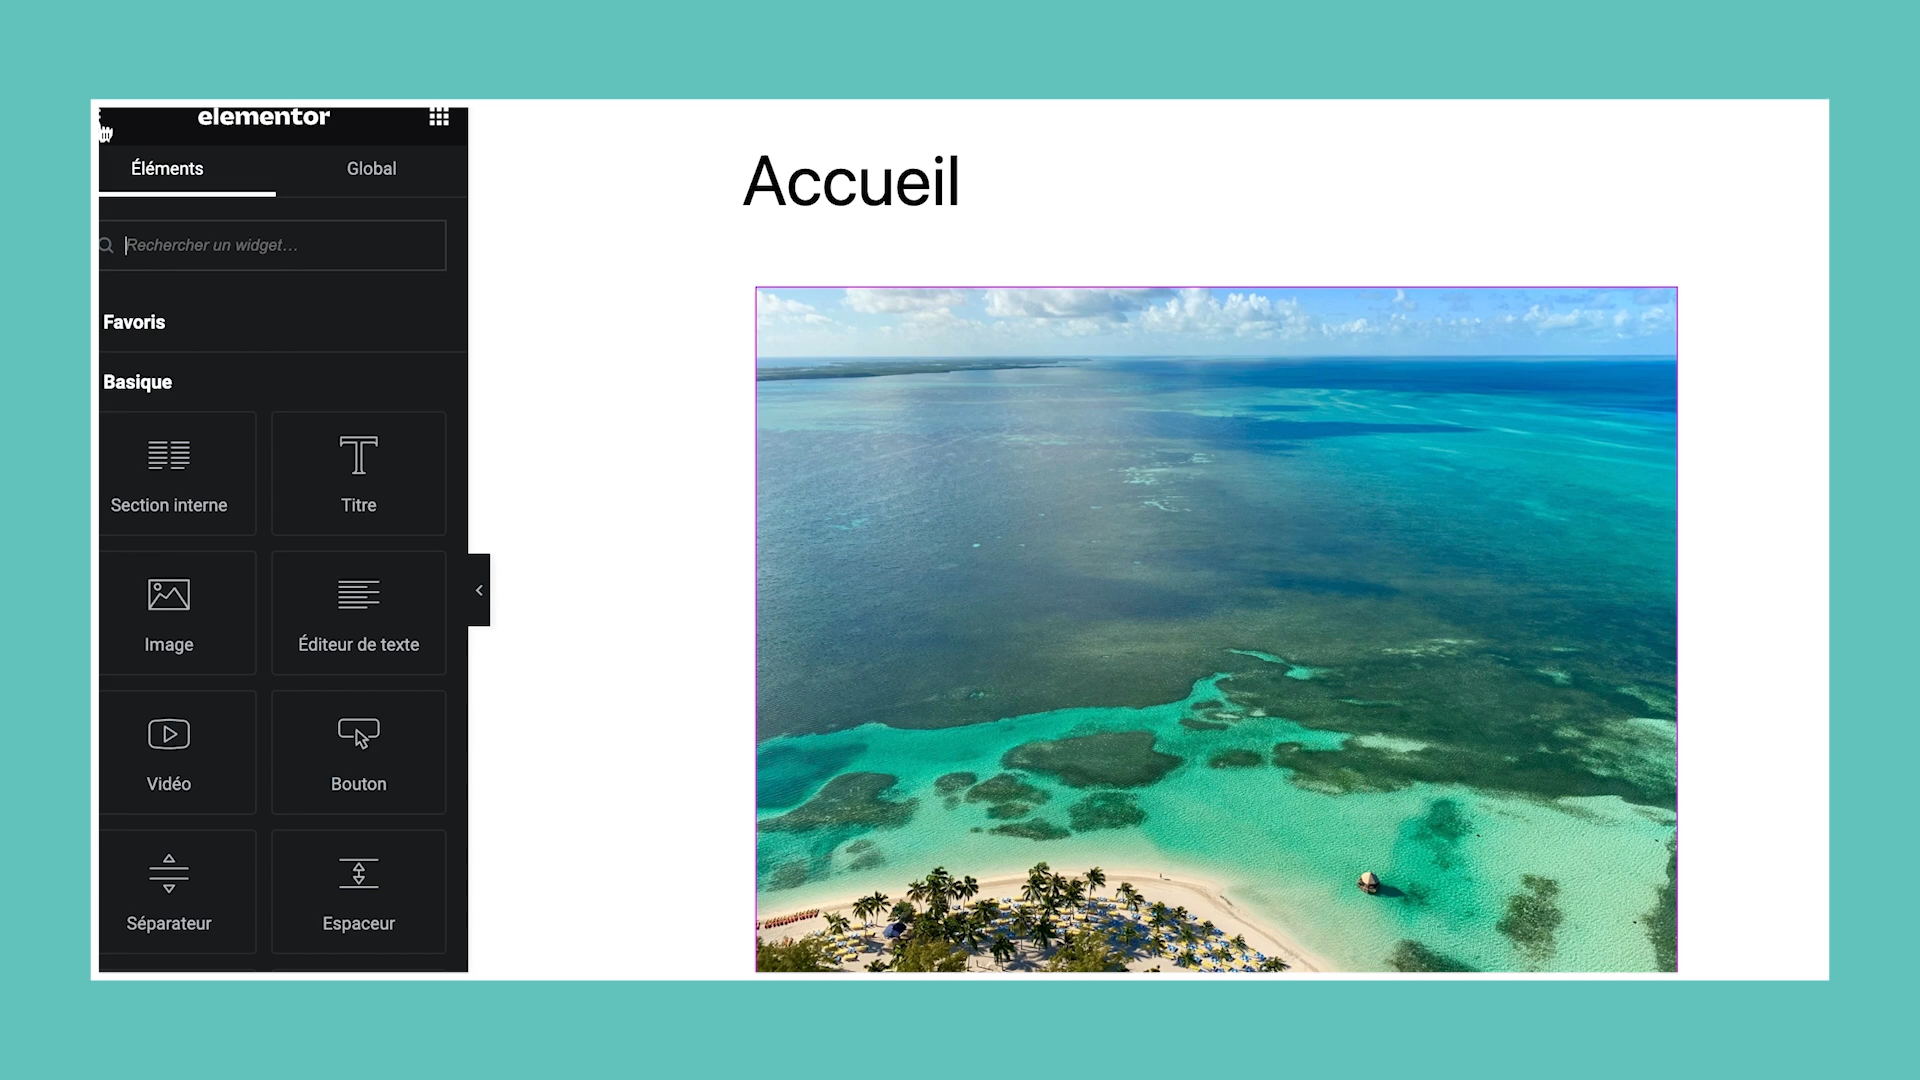 elementor
Éléments
Global
Rechercher un widget...
Favoris
Basique
Section interne
Titre
Image
Éditeur de texte
Vidéo
Bouton
Séparateur
Espaceur
Accueil